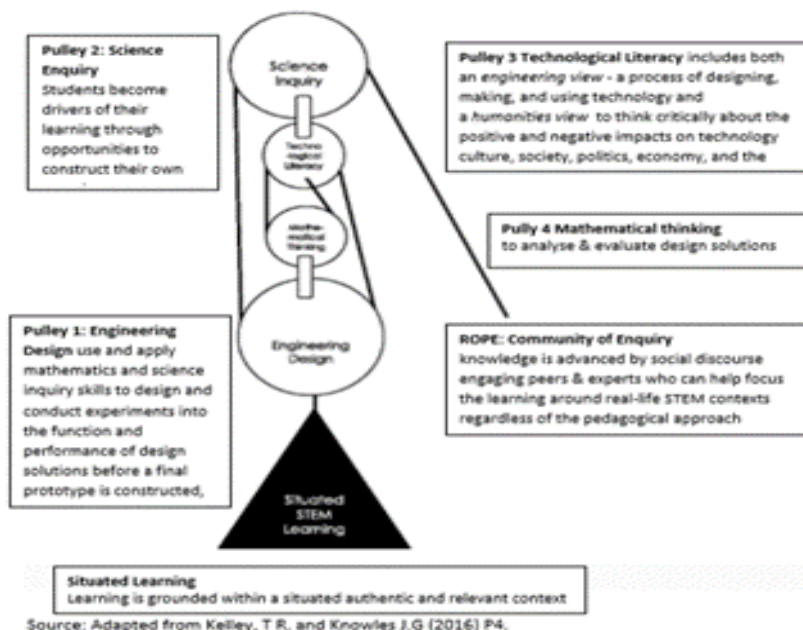 Pulley 2: Science
Enquiry
Students become
drivers of their
learning through
opportunities to
construct their own
Science
Inquiry
Techno
logical
Literacy
Mathe-
matical
Thinking
Engineering
Design
Situated
STEM
Learning
Pulley 3 Technological Literacy includes both
an engineering view - a process of designing,
making, and using technology and
a humanities view to think critically about the
positive and negative impacts on technology
culture, society, politics, economy, and the
Pully 4 Mathematical thinking
to analyse & evaluate design solutions
Pulley 1: Engineering
Design use and apply
mathematics and science
inquiry skills to design and
conduct experiments into
the function and
performance of design
solutions before a final
prototype is constructed,
ROPE: Community of Enquiry
knowledge is advanced by social discourse
engaging peers & experts who can help focus
the learning around real-life STEM contexts
regardless of the pedagogical approach
Situated Learning
Learning is grounded within a situated authentic and relevant context
Source: Adapted from Kelley, T R. and Knowles J.G (2016) P4.